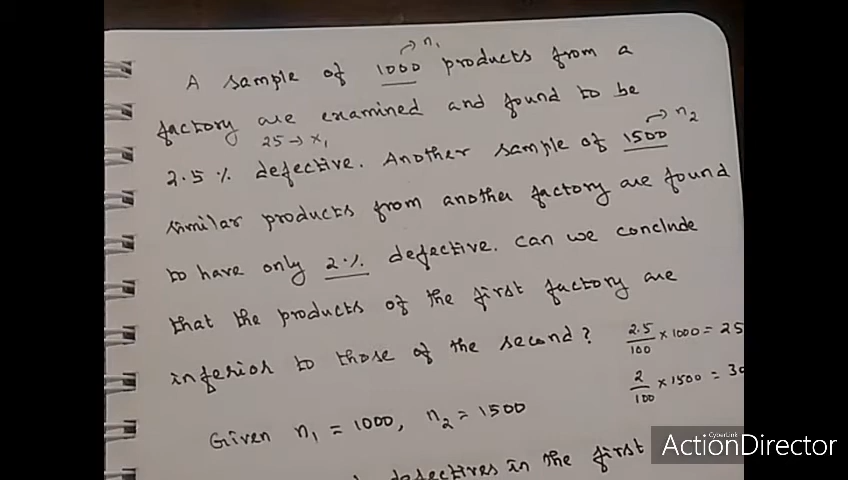 → n₁
A sample of 1000 products from a
factory are examined and found to be
25 → x₁
→ n₂
2.5 % defective. Another sample of 1500
similar products from another factory are found
to have only 2 % defective. Can we conclude
that the products of the first factory are
inferior to those of the second?
2.5/100 × 1000 = 25
2/100 × 1500 = 30
Given n₁ = 1000, n₂ = 1500
defectives in the first
CyberLink
ActionDirector